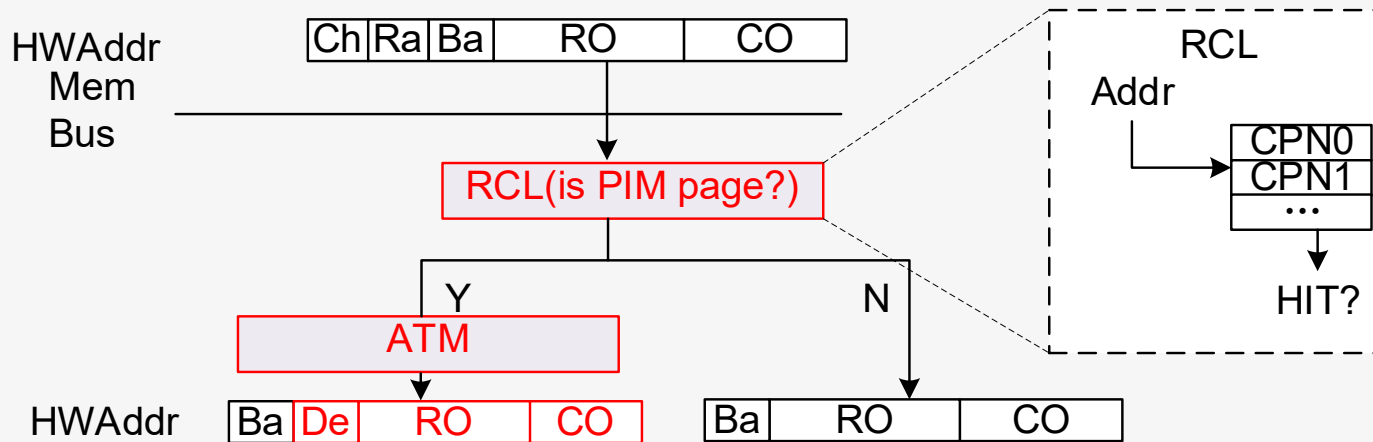 HWAddr Ch Ra Ba RO CO
Mem
Bus
RCL(is PIM page?)
Y N
ATM
HWAddr Ba De RO CO Ba RO CO
RCL
Addr
CPN0
CPN1
...
HIT?